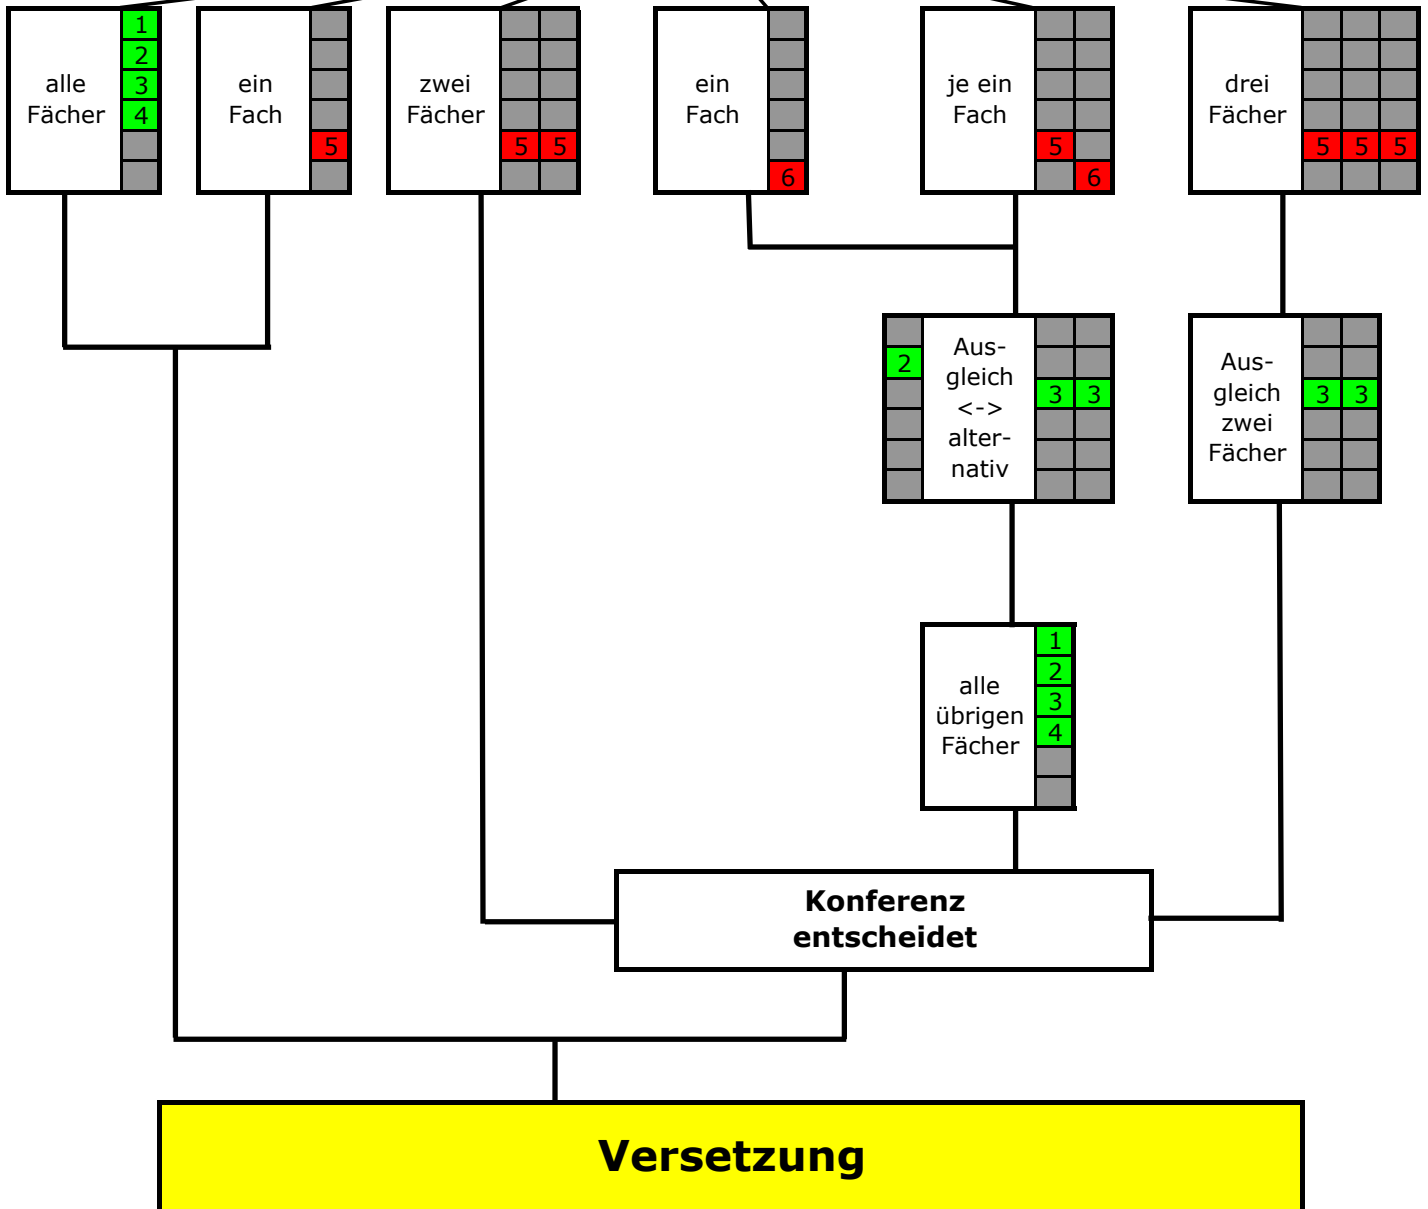 alle
Fächer
1
2
3
4
ein
Fach
5
zwei
Fächer
5 5
ein
Fach
6
je ein
Fach
5
6
drei
Fächer
5 5 5
2
Aus-
gleich
<->
alter-
nativ
3 3
Aus-
gleich
zwei
Fächer
3 3
alle
übrigen
Fächer
1
2
3
4
Konferenz
entscheidet
Versetzung